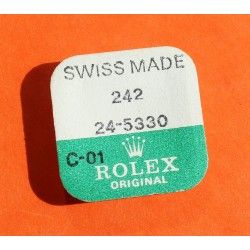 SWISS MADE
242
24-5330
C-01
ROLEX
ORIGINAL